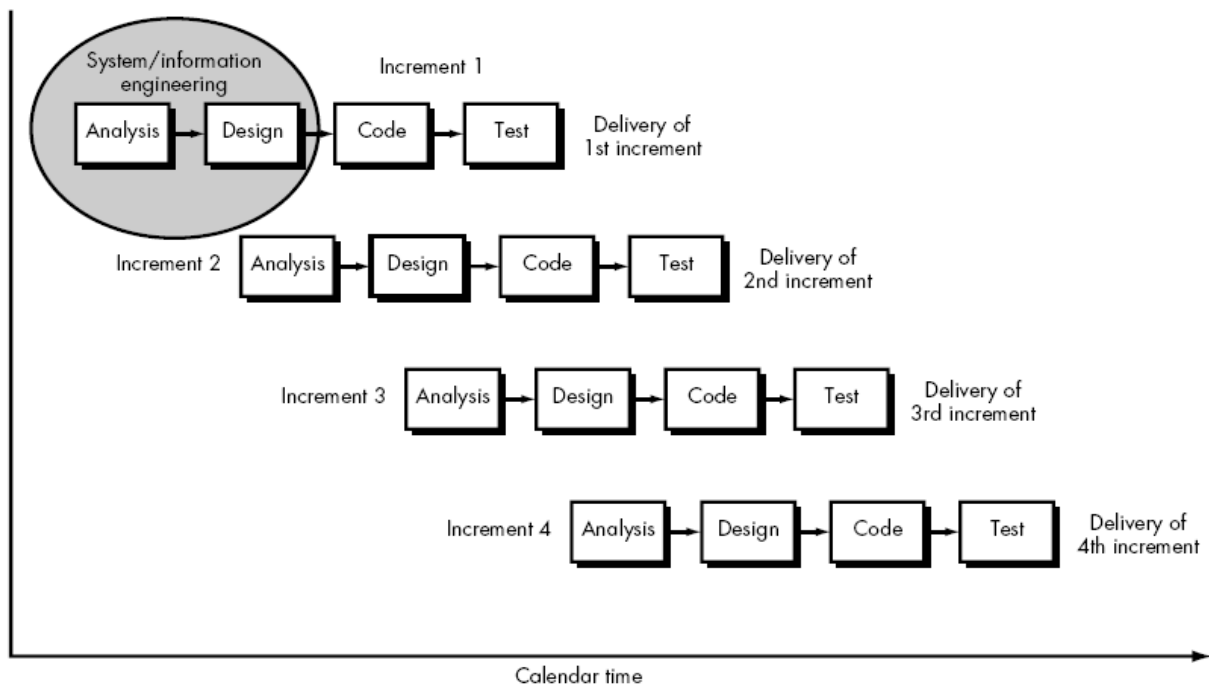 System/information
engineering
Increment 1
Analysis
Design
Code
Test
Delivery of
1st increment
Increment 2
Analysis
Design
Code
Test
Delivery of
2nd increment
Increment 3
Analysis
Design
Code
Test
Delivery of
3rd increment
Increment 4
Analysis
Design
Code
Test
Delivery of
4th increment
Calendar time